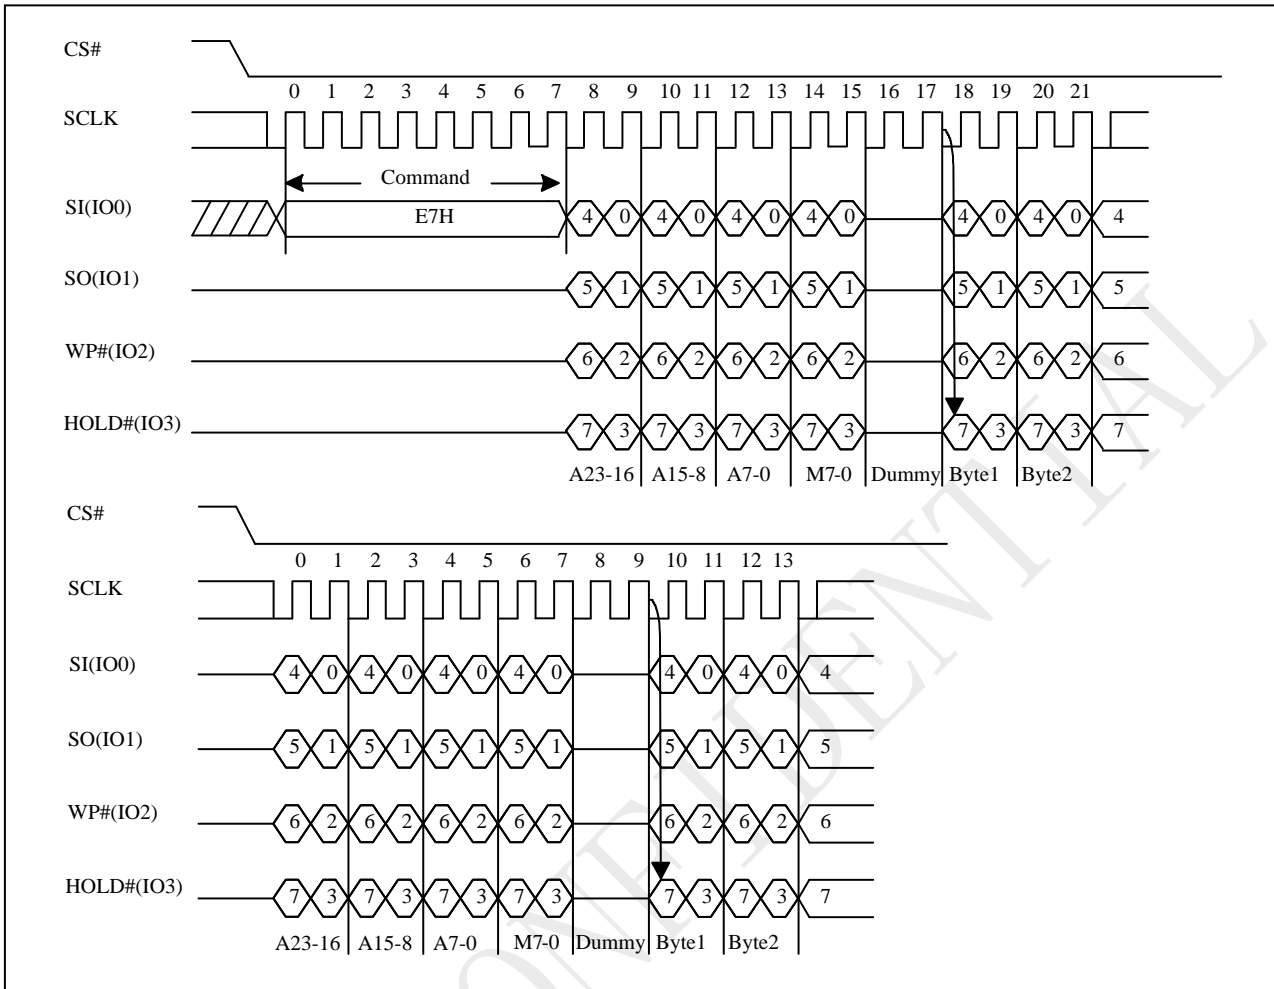 CS#
0 1 2 3 4 5 6 7 8 9 10 11 12 13 14 15 16 17 18 19 20 21
SCLK
Command
SI(IO0) E7H 4 0 4 0 4 0 4 0 4 0 4 0 4
SO(IO1) 5 1 5 1 5 1 5 1 5 1 5 1 5
WP#(IO2) 6 2 6 2 6 2 6 2 6 2 6 2 6
HOLD#(IO3) 7 3 7 3 7 3 7 3 7 3 7 3 7
A23-16 A15-8 A7-0 M7-0 Dummy Byte1 Byte2
CS#
0 1 2 3 4 5 6 7 8 9 10 11 12 13
SCLK
SI(IO0) 4 0 4 0 4 0 4 0 4 0 4 0 4
SO(IO1) 5 1 5 1 5 1 5 1 5 1 5 1 5
WP#(IO2) 6 2 6 2 6 2 6 2 6 2 6 2 6
HOLD#(IO3) 7 3 7 3 7 3 7 3 7 3 7 3 7
A23-16 A15-8 A7-0 M7-0 Dummy Byte1 Byte2
ONFIDENTIAL